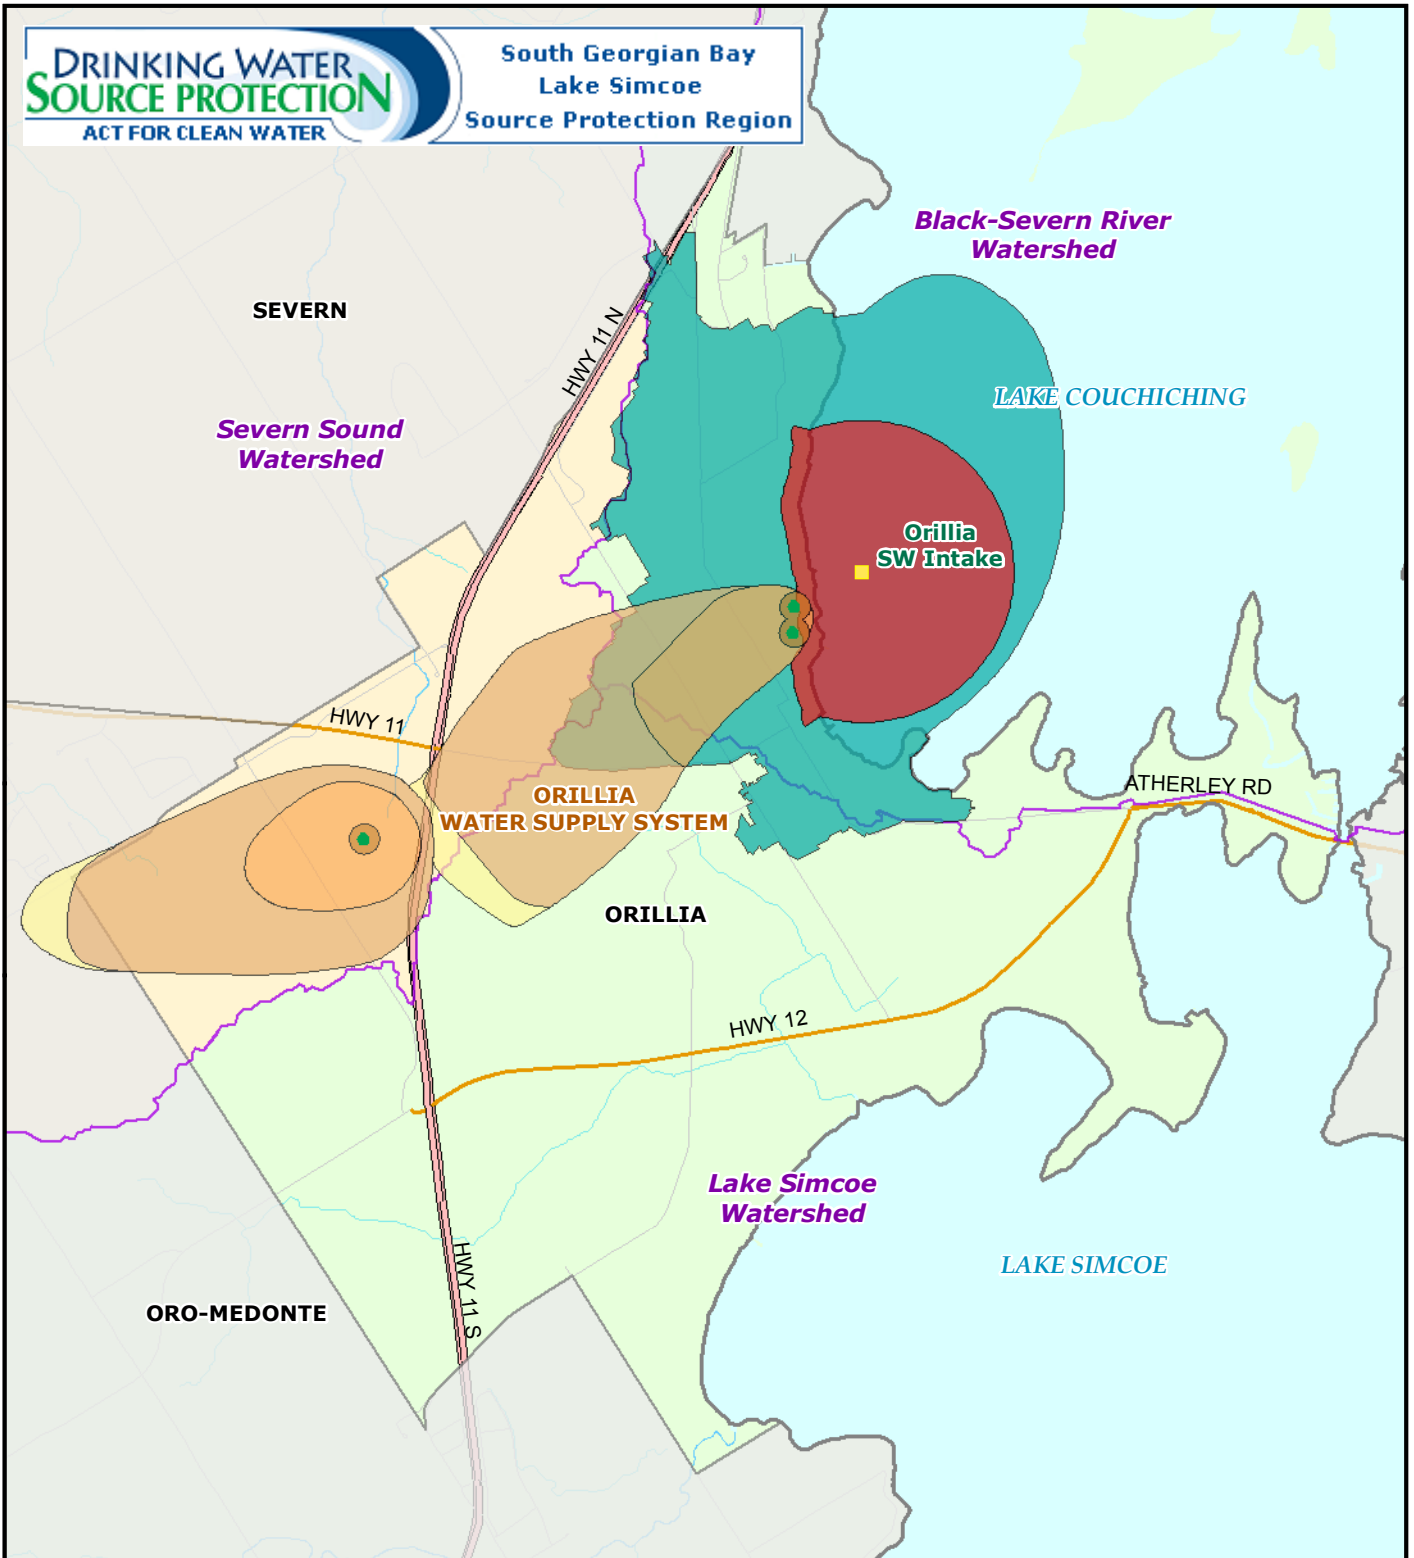 DRINKING WATER
SOURCE PROTECTION
ACT FOR CLEAN WATER
South Georgian Bay
Lake Simcoe
Source Protection Region
Black-Severn River
Watershed
SEVERN
HWY 11 N
LAKE COUCHICHING
Severn Sound
Watershed
Orillia
SW Intake
HWY 11
ATHERLEY RD
ORILLIA
WATER SUPPLY SYSTEM
ORILLIA
HWY 12
Lake Simcoe
Watershed
LAKE SIMCOE
HWY 11 S
ORO-MEDONTE